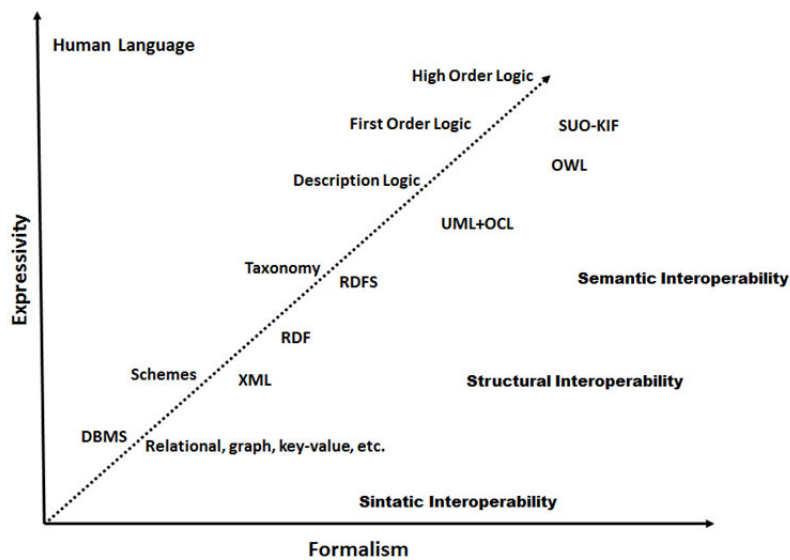 Human Language
High Order Logic
First Order Logic
SUO-KIF
OWL
Description Logic
UML+OCL
Taxonomy
RDFS
Semantic Interoperability
RDF
Schemes
XML
Structural Interoperability
DBMS
Relational, graph, key-value, etc.
Sintatic Interoperability
Expressivity
Formalism